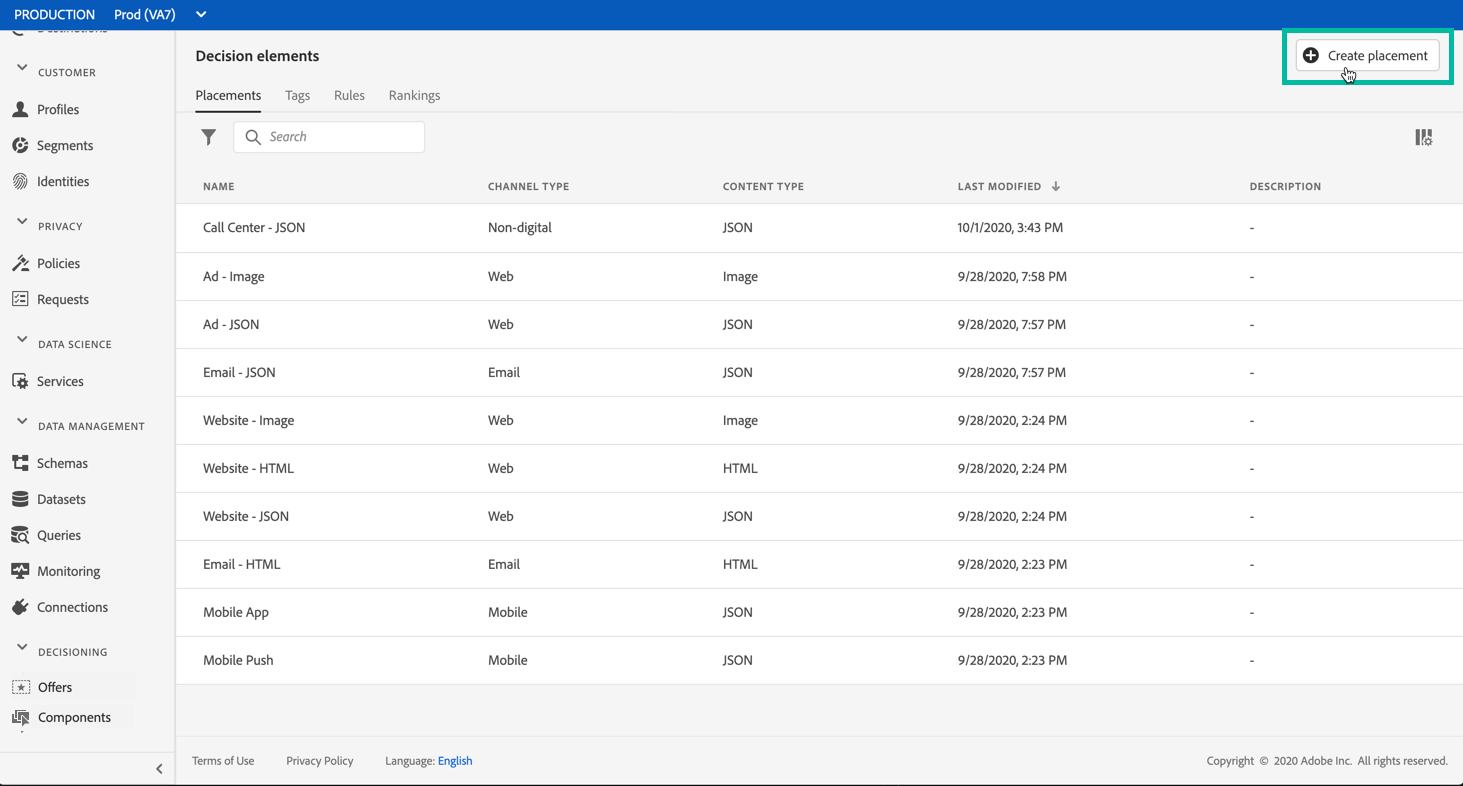 PRODUCTION Prod (VA7)
Destinations
CUSTOMER
Profiles
Segments
Identities
PRIVACY
Policies
Requests
DATA SCIENCE
Services
DATA MANAGEMENT
Schemas
Datasets
Queries
Monitoring
Connections
DECISIONING
Offers
Components
Decision elements
Create placement
Placements Tags Rules Rankings
Search
NAME CHANNEL TYPE CONTENT TYPE LAST MODIFIED DESCRIPTION
Call Center - JSON Non-digital JSON 10/1/2020, 3:43 PM -
Ad - Image Web Image 9/28/2020, 7:58 PM -
Ad - JSON Web JSON 9/28/2020, 7:57 PM -
Email - JSON Email JSON 9/28/2020, 7:57 PM -
Website - Image Web Image 9/28/2020, 2:24 PM -
Website - HTML Web HTML 9/28/2020, 2:24 PM -
Website - JSON Web JSON 9/28/2020, 2:24 PM -
Email - HTML Email HTML 9/28/2020, 2:23 PM -
Mobile App Mobile JSON 9/28/2020, 2:23 PM -
Mobile Push Mobile JSON 9/28/2020, 2:23 PM -
Terms of Use Privacy Policy Language: English Copyright © 2020 Adobe Inc. All rights reserved.